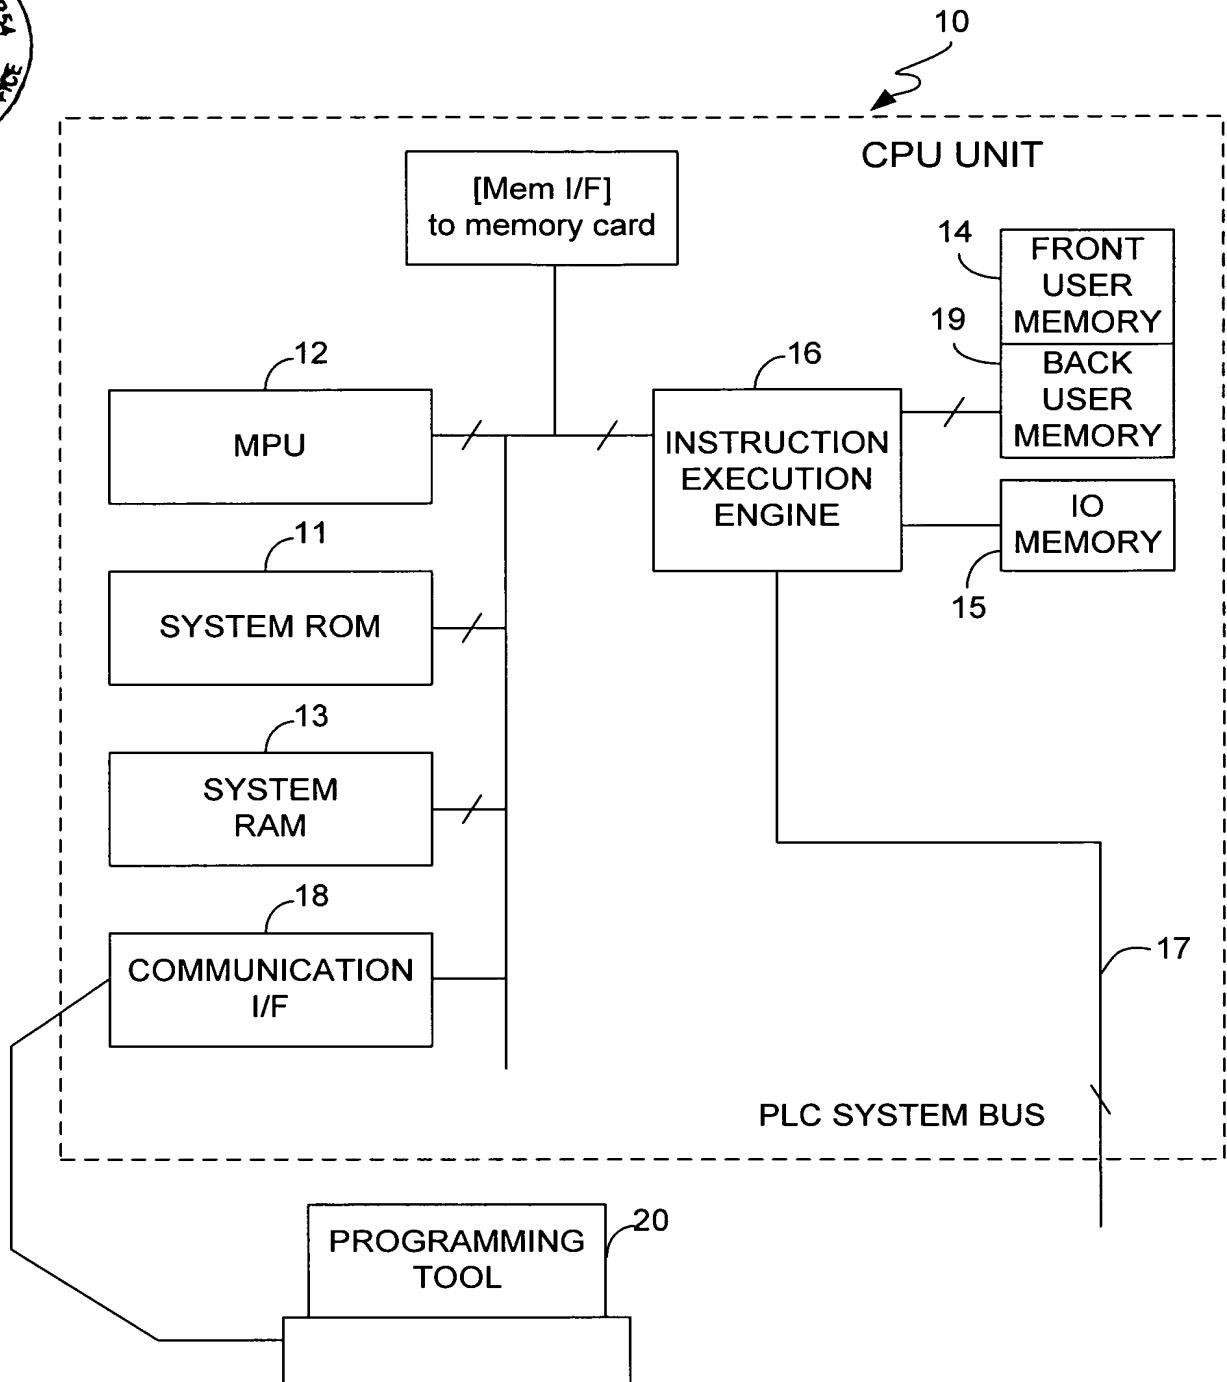 10
CPU UNIT
[Mem I/F]
to memory card
14
FRONT
USER
MEMORY
19
BACK
USER
MEMORY
12
MPU
16
INSTRUCTION
EXECUTION
ENGINE
IO
MEMORY
15
11
SYSTEM ROM
13
SYSTEM
RAM
18
COMMUNICATION
I/F
17
PLC SYSTEM BUS
20
PROGRAMMING
TOOL